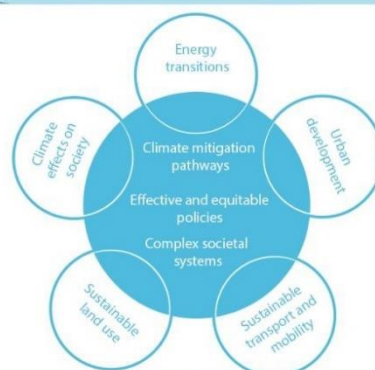 Energy
transitions
Climate
effects on
society
Climate mitigation
pathways
Urban
development
Effective and equitable
policies
Complex societal
systems
Sustainable
land use
Sustainable
transport and
mobility